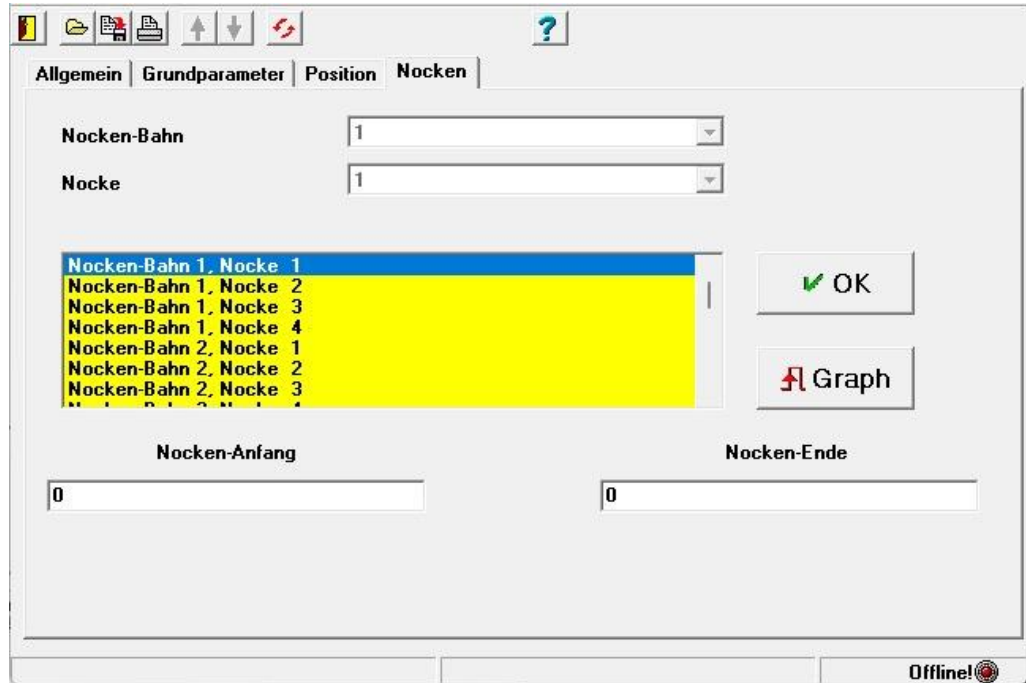 ?
Allgemein Grundparameter Position Nocken
Nocken-Bahn 1
Nocke 1
Nocken-Bahn 1, Nocke 1
Nocken-Bahn 1, Nocke 2
Nocken-Bahn 1, Nocke 3
Nocken-Bahn 1, Nocke 4
Nocken-Bahn 2, Nocke 1
Nocken-Bahn 2, Nocke 2
Nocken-Bahn 2, Nocke 3
OK
Graph
Nocken-Anfang Nocken-Ende
0 0
Offline!